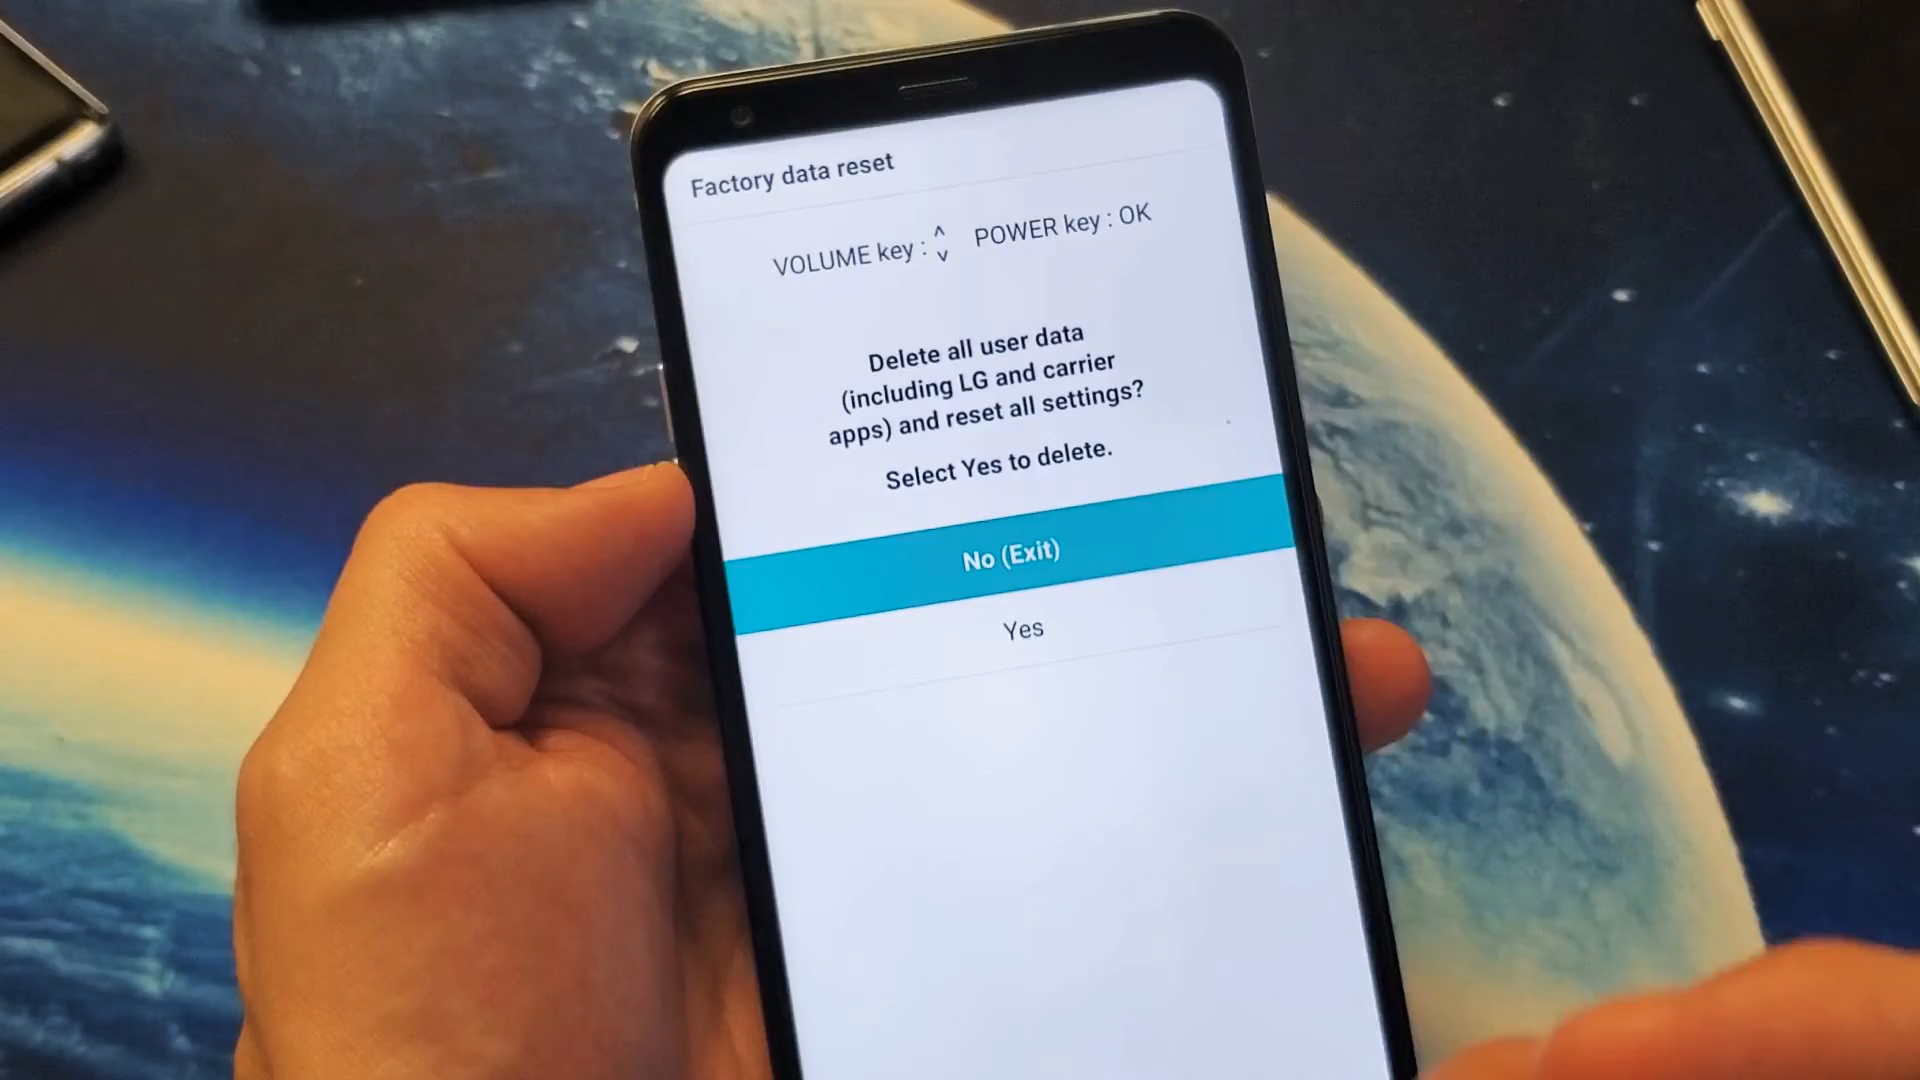 Factory data reset
VOLUME key : ^ v POWER key : OK
Delete all user data
(including LG and carrier
apps) and reset all settings?
Select Yes to delete.
No (Exit)
Yes